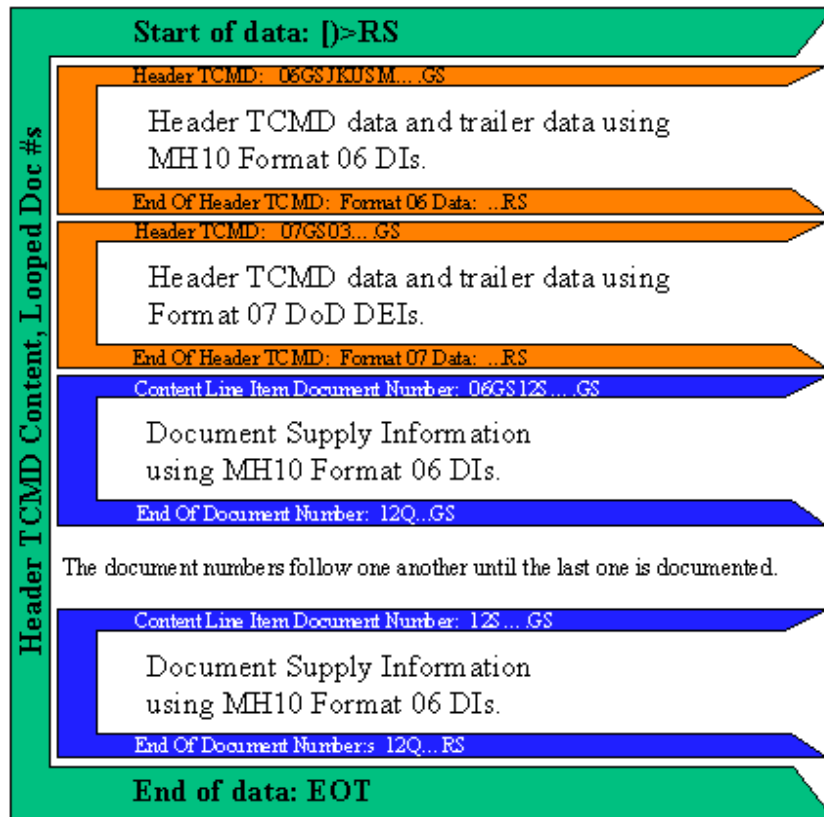 Start of data: [)>RS
Header TCMD: 06GSJKUSM... .GS
Header TCMD data and trailer data using
MH10 Format 06 DIs.
End Of Header TCMD: Format 06 Data: ...RS
Header TCMD: 07GS03... .GS
Header TCMD data and trailer data using
Format 07 DoD DEIs.
End Of Header TCMD: Format 07 Data: ...RS
Content Line Item Document Number: 06GS12S... .GS
Document Supply Information
using MH10 Format 06 DIs.
End Of Document Number: 12Q...GS
The document numbers follow one another until the last one is documented.
Content Line Item Document Number: 12S... .GS
Document Supply Information
using MH10 Format 06 DIs.
End Of Document Number:s 12Q...RS
End of data: EOT
Header TCMD Content, Looped Doc #s